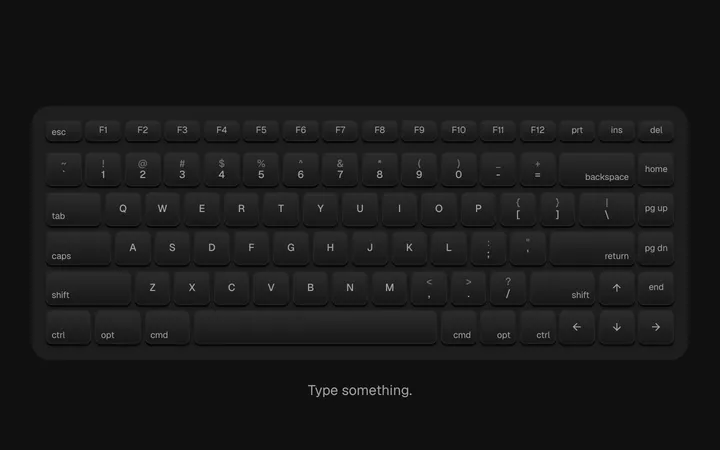 esc F1 F2 F3 F4 F5 F6 F7 F8 F9 F10 F11 F12 prt ins del
~ ! @ # $ % ^ & * ( ) _ +
` 1 2 3 4 5 6 7 8 9 0 - = backspace home
tab Q W E R T Y U I O P { [ } ] | \ pg up
caps A S D F G H J K L : ; " ' return pg dn
shift Z X C V B N M < , > . ? / shift ↑ end
ctrl opt cmd cmd opt ctrl ← ↓ →
Type something.